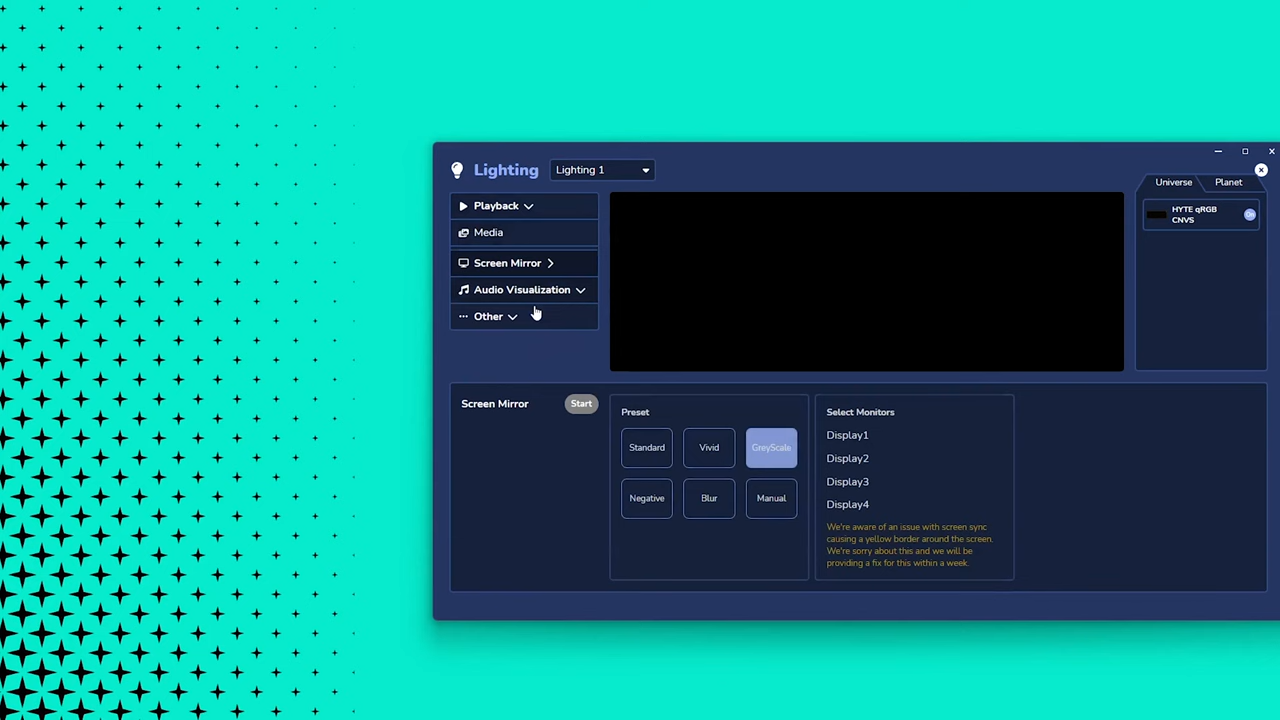 Lighting
Lighting 1
Universe
Planet
Playback
Media
Screen Mirror
Audio Visualization
Other
HYTE qRGB
CNVS
On
Screen Mirror
Start
Preset
Standard
Vivid
GreyScale
Negative
Blur
Manual
Select Monitors
Display1
Display2
Display3
Display4
We're aware of an issue with screen sync
causing a yellow border around the screen.
We're sorry about this and we will be
providing a fix for this within a week.